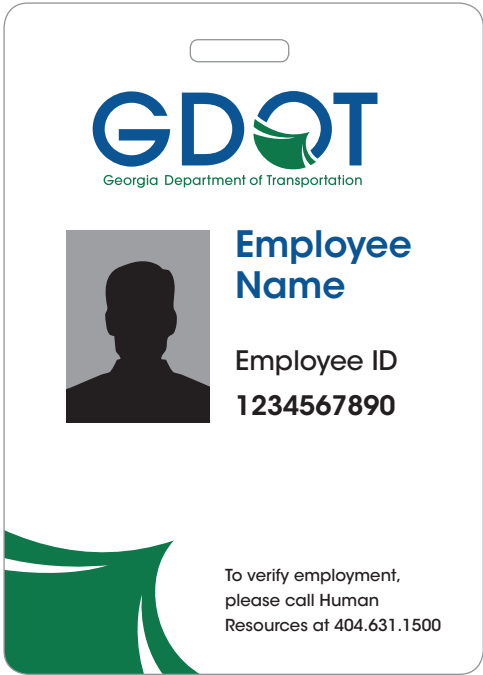 GDOT
Georgia Department of Transportation
Employee
Name
Employee ID
1234567890
To verify employment,
please call Human
Resources at 404.631.1500